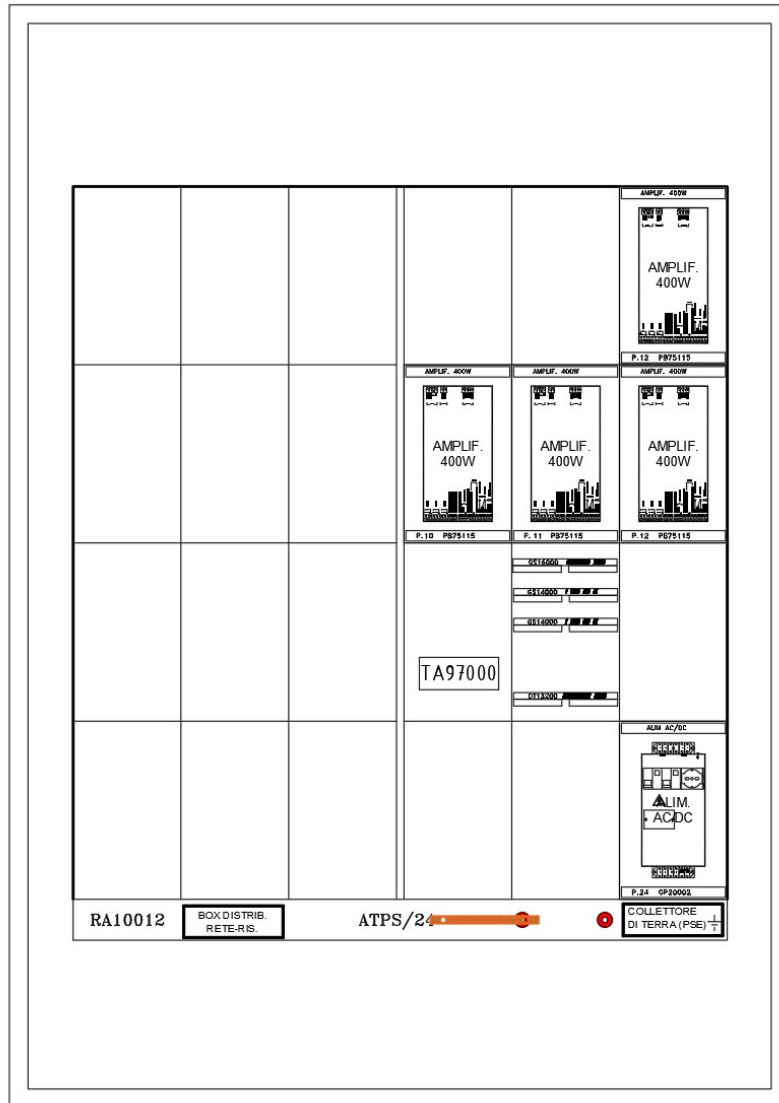 AMPLIF. 400W
AMPLIF.
400W
P.12 PB75115
AMPLIF. 400W
AMPLIF. 400W
AMPLIF. 400W
AMPLIF.
400W
AMPLIF.
400W
AMPLIF.
400W
P.10 PB75115
P.11 PB75115
P.12 PB75115
GS16000
GS14000
GS14000
TA97000
DT13200
ALIM AC/DC
ALIM.
AC/DC
P.24 GP20002
RA10012
BOX DISTRIB.
RETE-RIS.
ATPS/24
COLLETTORE
DI TERRA (PSE)